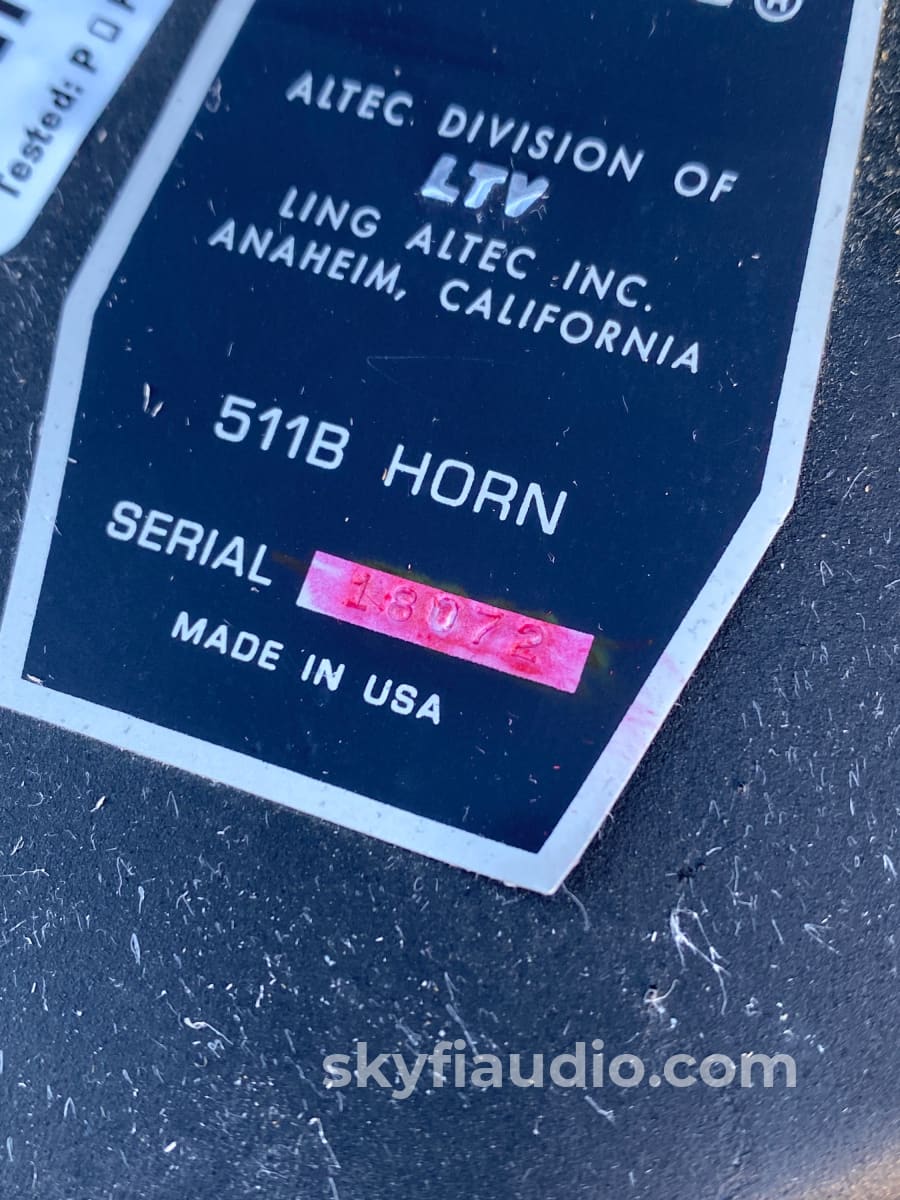 Tested: P
®
ALTEC DIVISION OF
LTV
LING ALTEC INC.
ANAHEIM, CALIFORNIA
511B HORN
SERIAL 18072
MADE IN USA
skyfiaudio.com